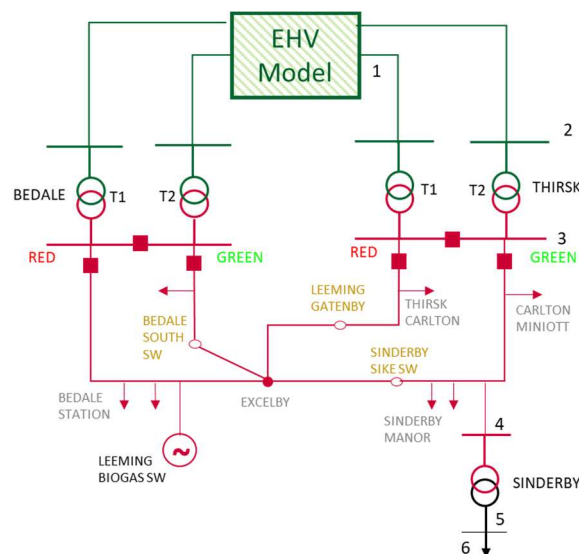 EHV
Model
1
2
BEDALE
T1
T2
T1
T2
THIRSK
3
RED
GREEN
RED
GREEN
LEEMING
GATENBY
THIRSK
CARLTON
CARLTON
MINIOTT
BEDALE
SOUTH
SW
SINDERBY
SIKE SW
BEDALE
STATION
EXCELBY
SINDERBY
MANOR
4
LEEMING
BIOGAS SW
~
SINDERBY
5
6